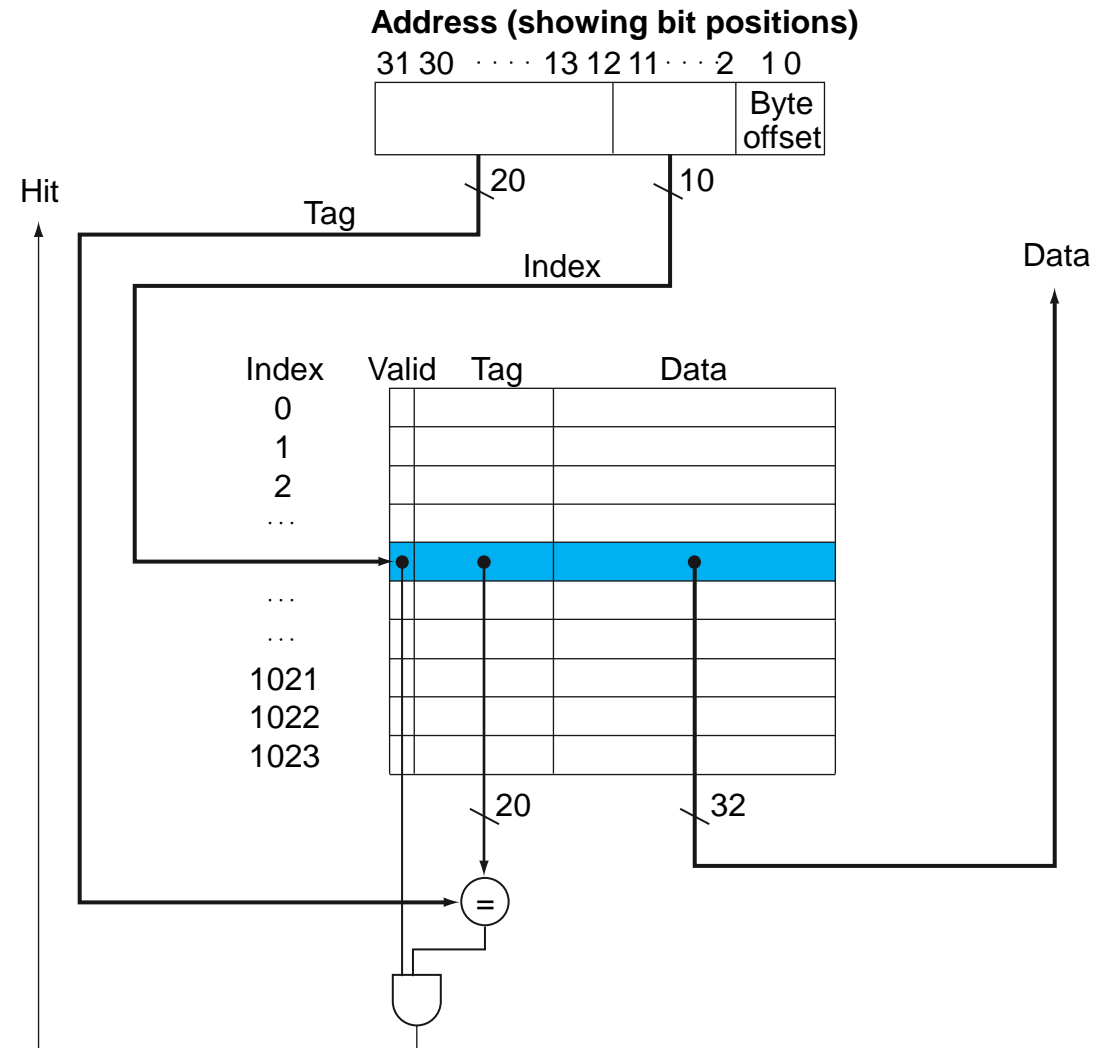 Address (showing bit positions)
31 30 · · · · 13 12 11 · · · · 2 1 0
Byte
offset
20 10
Hit
Tag
Index
Data
Index Valid Tag Data
0
1
2
· · ·
· · ·
· · ·
1021
1022
1023
20 32
=